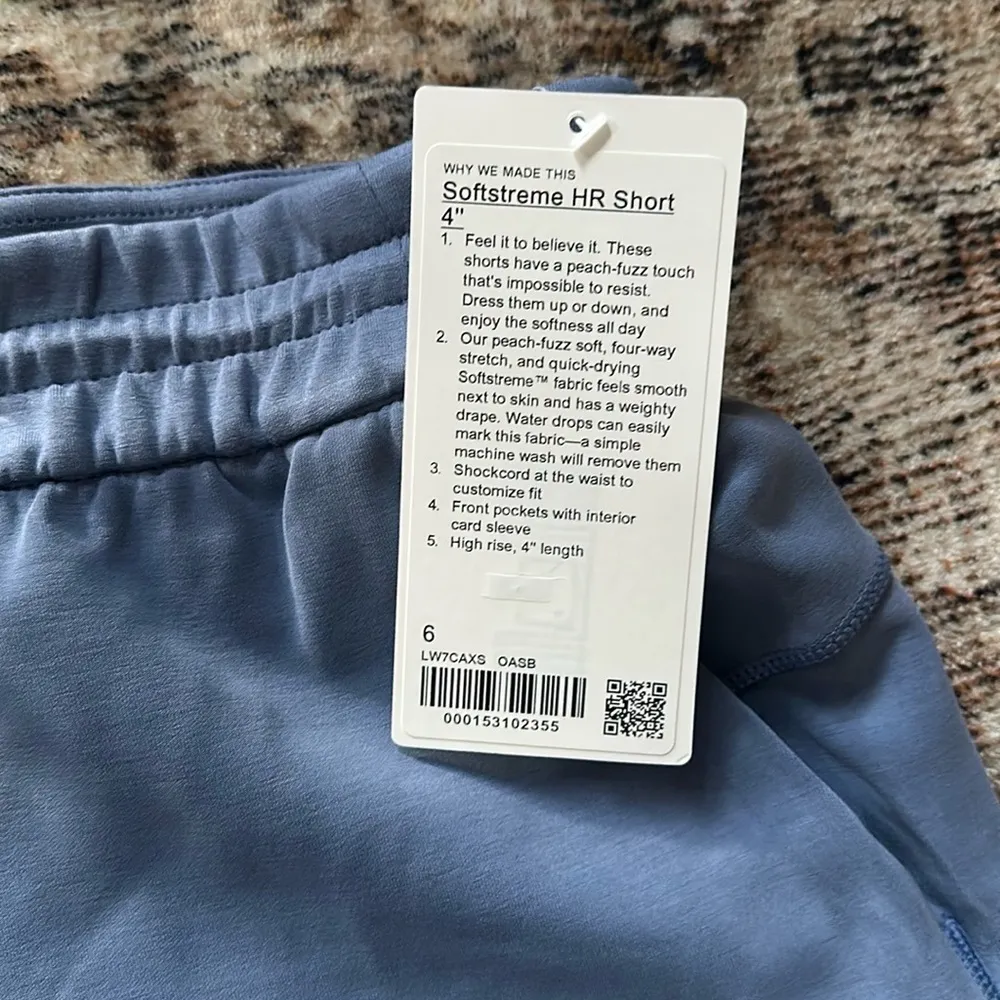 WHY WE MADE THIS
Softstreme HR Short
4"
1. Feel it to believe it. These
shorts have a peach-fuzz touch
that's impossible to resist.
Dress them up or down, and
enjoy the softness all day
2. Our peach-fuzz soft, four-way
stretch, and quick-drying
Softstreme™ fabric feels smooth
next to skin and has a weighty
drape. Water drops can easily
mark this fabric—a simple
machine wash will remove them
3. Shockcord at the waist to
customize fit
4. Front pockets with interior
card sleeve
5. High rise, 4" length
6
LW7CAXS OASB
000153102355